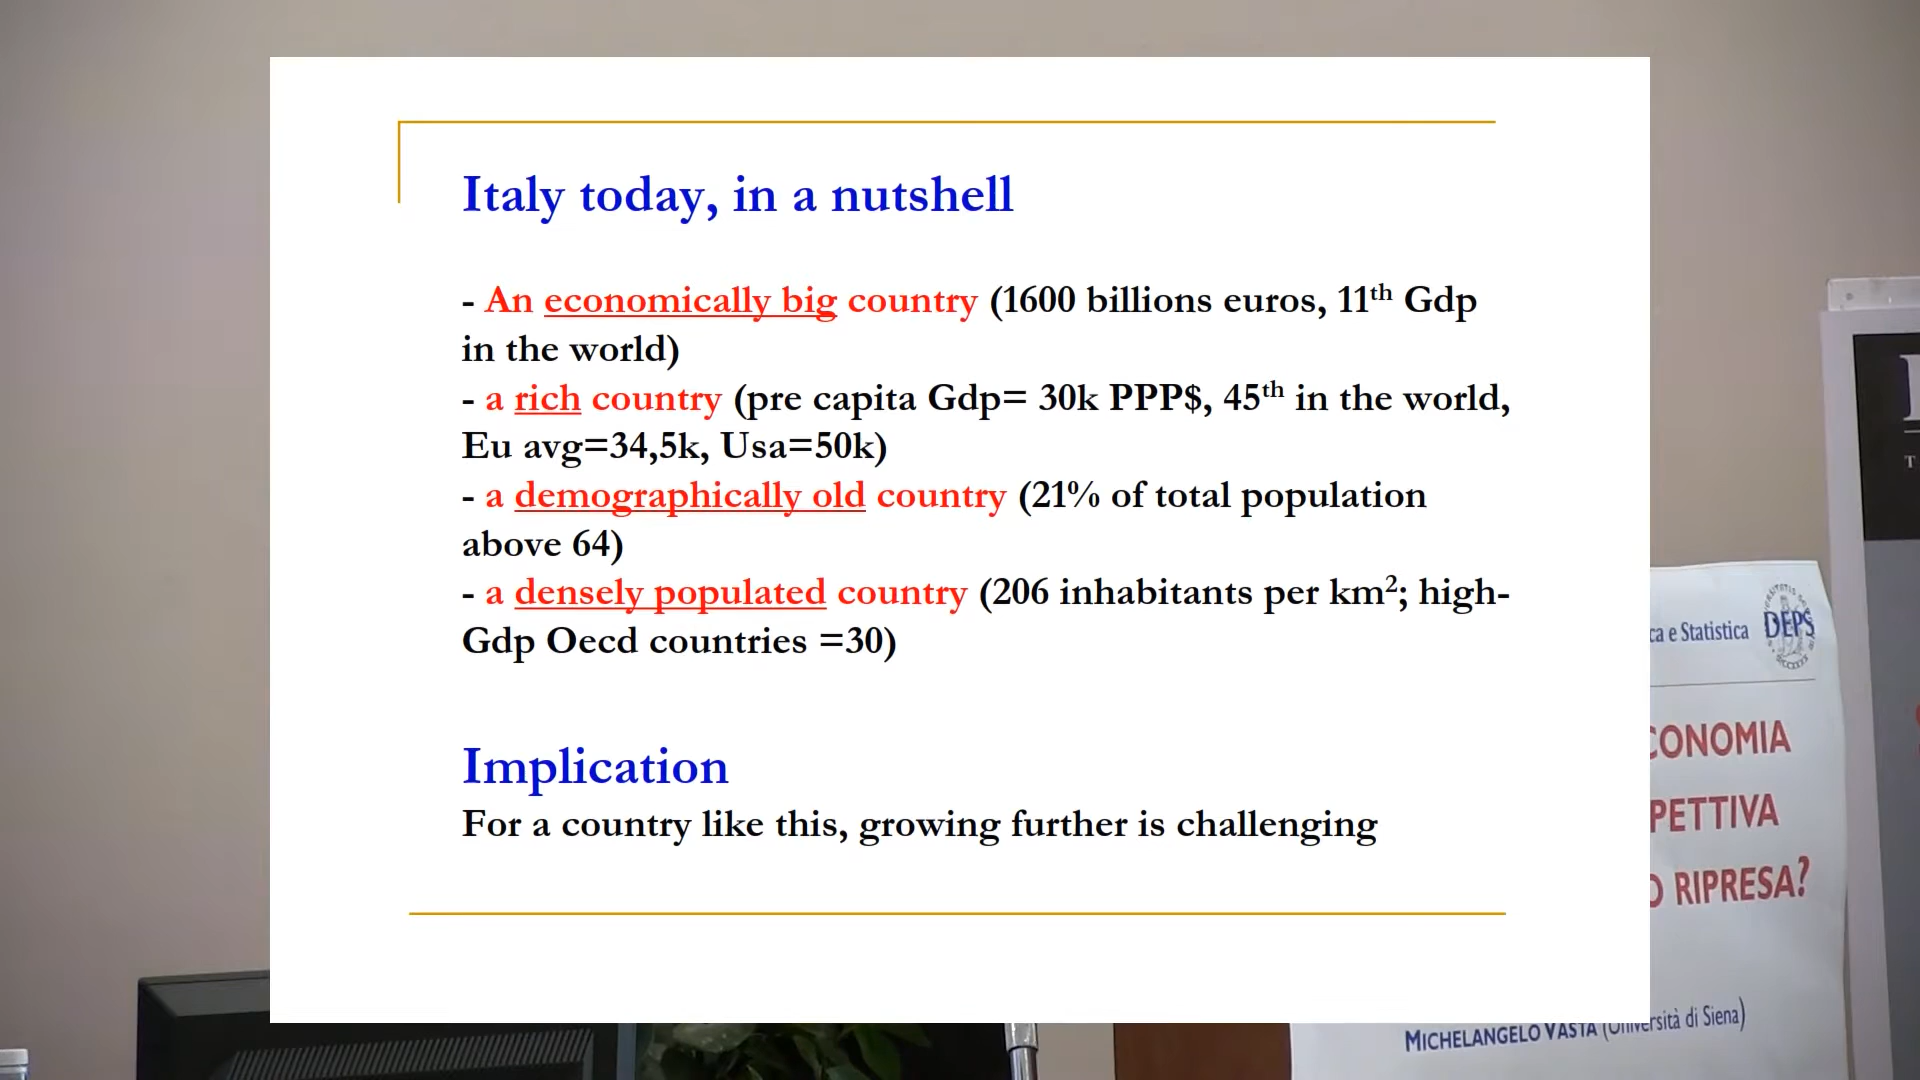 Italy today, in a nutshell
- An economically big country (1600 billions euros, 11th Gdp
in the world)
- a rich country (pre capita Gdp= 30k PPP$, 45th in the world,
Eu avg=34,5k, Usa=50k)
- a demographically old country (21% of total population
above 64)
- a densely populated country (206 inhabitants per km²; high-
Gdp Oecd countries =30)
Implication
For a country like this, growing further is challenging
e Statistica DEPS
CONOMIA
PETTIVA
O RIPRESA?
MICHELANGELO VASTA (Università di Siena)